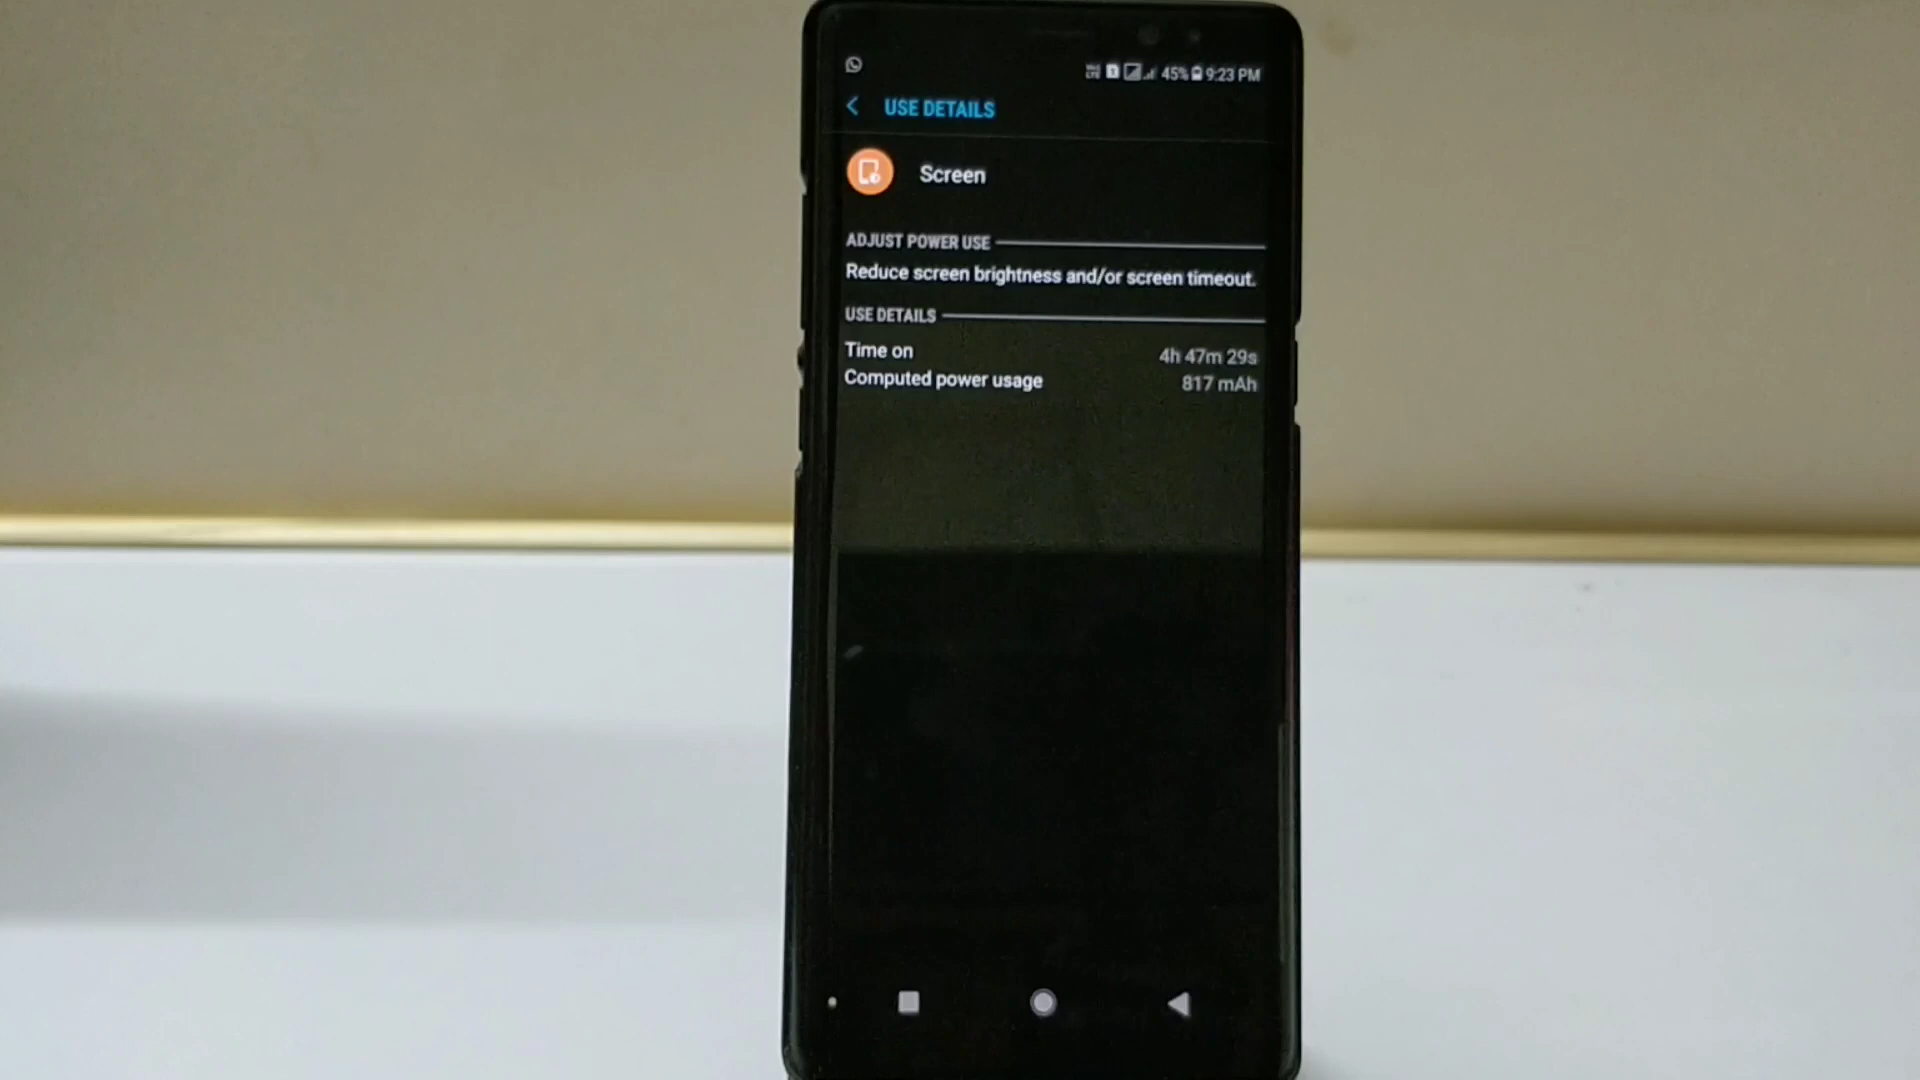 45% 9:23 PM
USE DETAILS
Screen
ADJUST POWER USE
Reduce screen brightness and/or screen timeout.
USE DETAILS
Time on 4h 47m 29s
Computed power usage 817 mAh